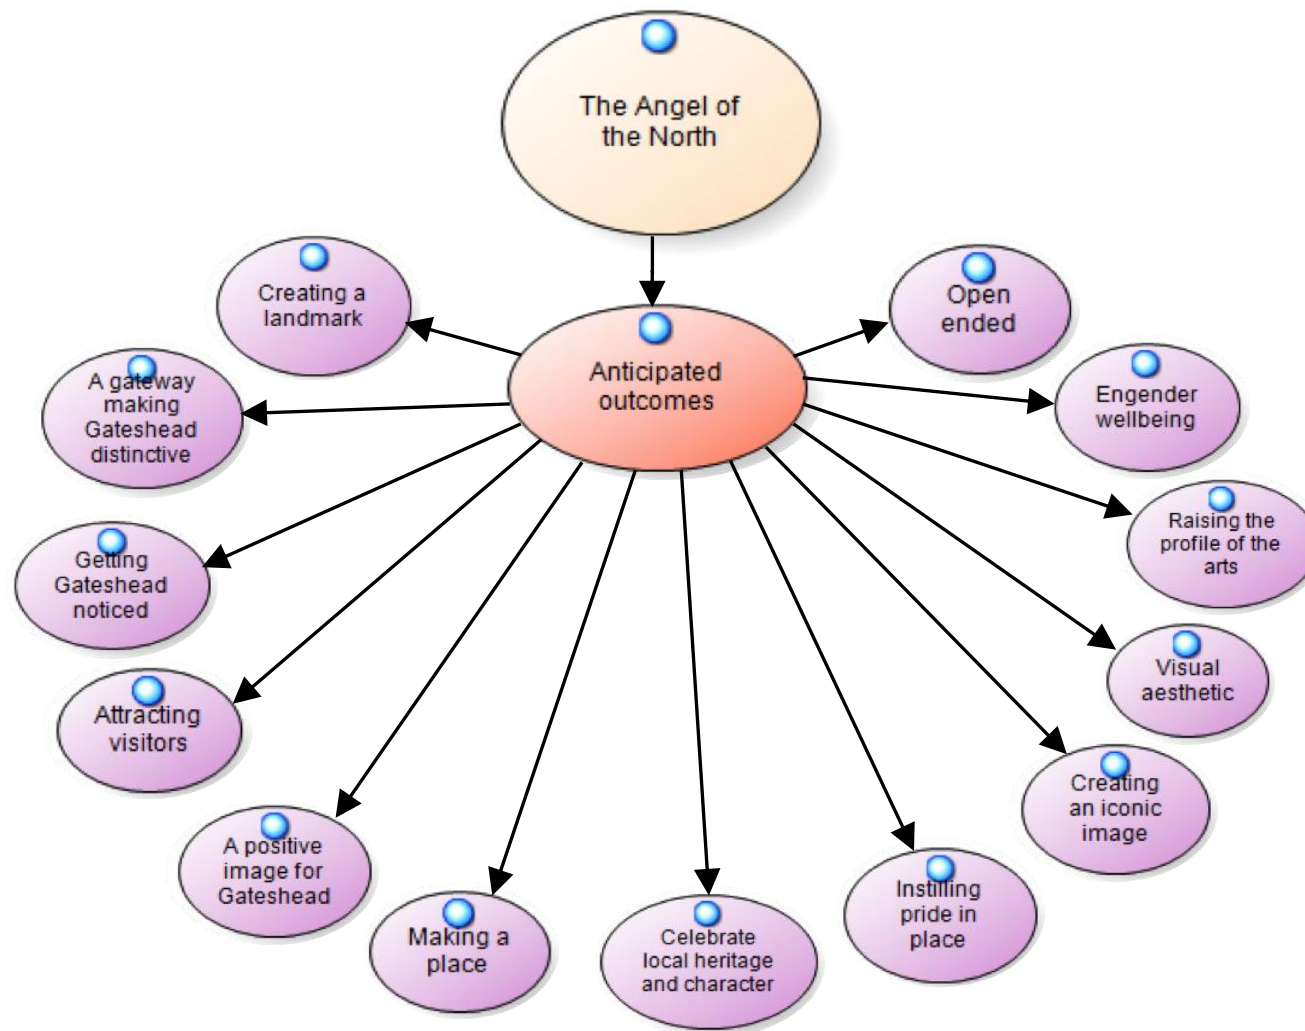 The Angel of
the North
Anticipated
outcomes
Creating a
landmark
A gateway
making
Gateshead
distinctive
Getting
Gateshead
noticed
Attracting
visitors
A positive
image for
Gateshead
Making a
place
Celebrate
local heritage
and character
Instilling
pride in
place
Creating
an iconic
image
Visual
aesthetic
Raising the
profile of the
arts
Engender
wellbeing
Open
ended